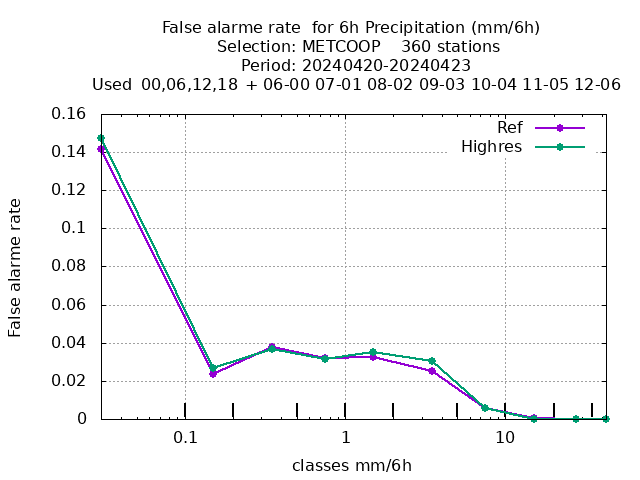 False alarme rate  for 6h Precipitation (mm/6h)
Selection: METCOOP    360 stations
Period: 20240420-20240423
Used  00,06,12,18  + 06-00 07-01 08-02 09-03 10-04 11-05 12-06
Ref
Highres
0.16
0.14
0.12
0.1
0.08
0.06
0.04
0.02
0
False alarme rate
0.1
1
10
classes mm/6h